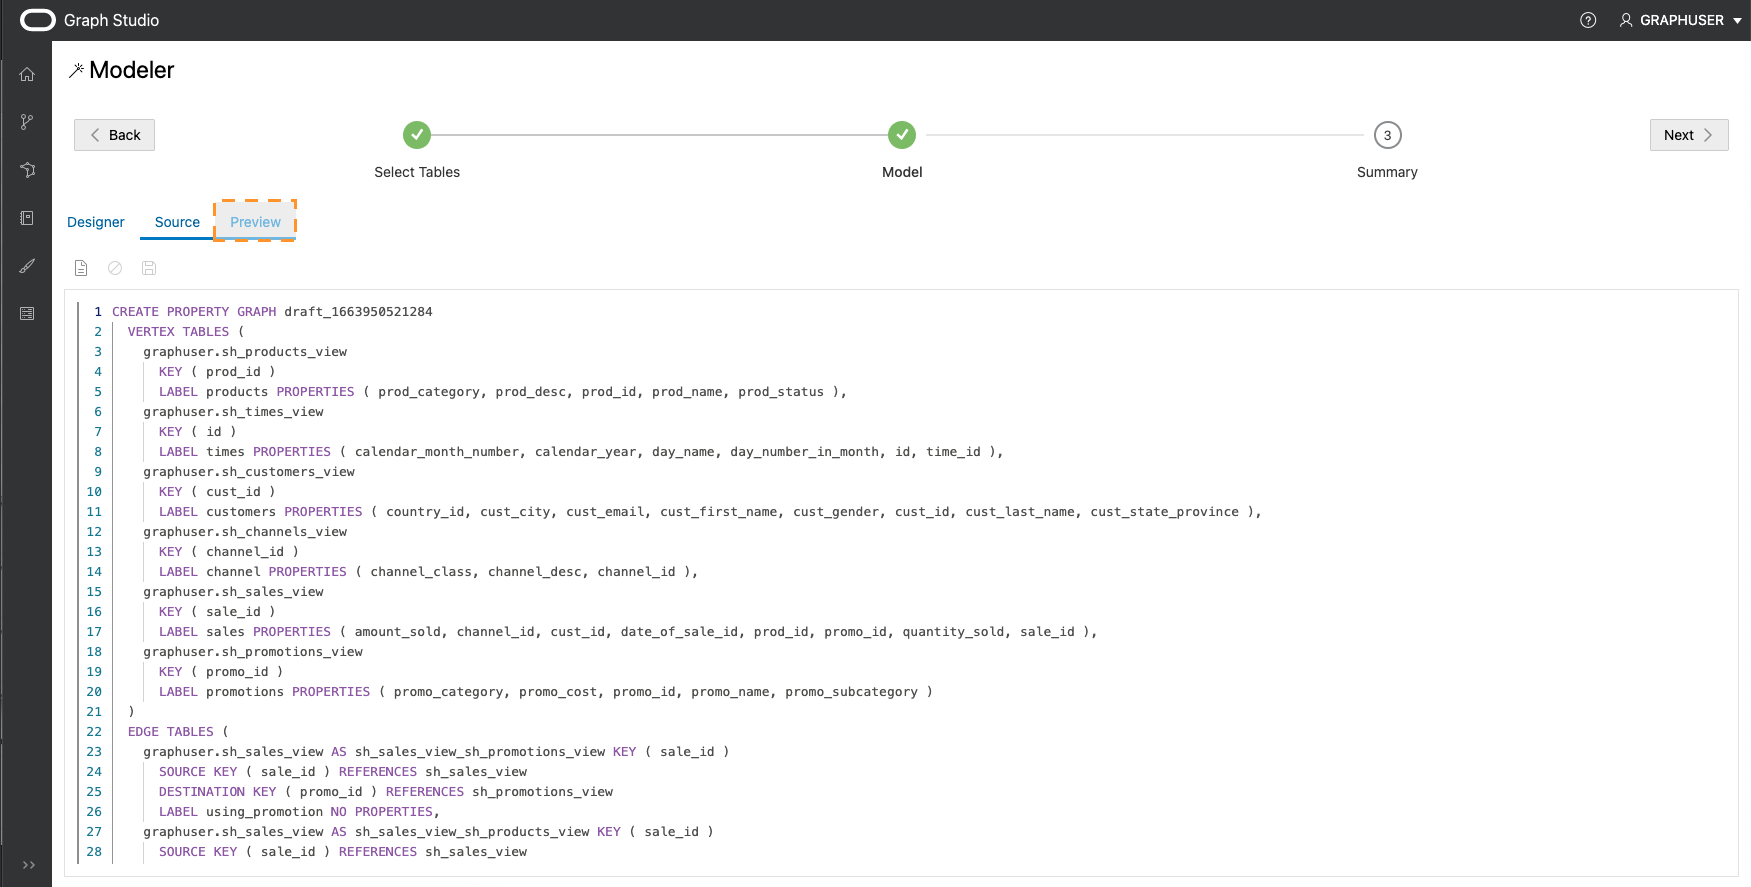 Graph Studio
GRAPHUSER
Modeler
Back
Next
3
Select Tables
Model
Summary
Designer
Source
Preview
1 CREATE PROPERTY GRAPH draft_1663950521284
2 VERTEX TABLES (
3 graphuser.sh_products_view
4 KEY ( prod_id )
5 LABEL products PROPERTIES ( prod_category, prod_desc, prod_id, prod_name, prod_status ),
6 graphuser.sh_times_view
7 KEY ( id )
8 LABEL times PROPERTIES ( calendar_month_number, calendar_year, day_name, day_number_in_month, id, time_id ),
9 graphuser.sh_customers_view
10 KEY ( cust_id )
11 LABEL customers PROPERTIES ( country_id, cust_city, cust_email, cust_first_name, cust_gender, cust_id, cust_last_name, cust_state_province ),
12 graphuser.sh_channels_view
13 KEY ( channel_id )
14 LABEL channel PROPERTIES ( channel_class, channel_desc, channel_id ),
15 graphuser.sh_sales_view
16 KEY ( sale_id )
17 LABEL sales PROPERTIES ( amount_sold, channel_id, cust_id, date_of_sale_id, prod_id, promo_id, quantity_sold, sale_id ),
18 graphuser.sh_promotions_view
19 KEY ( promo_id )
20 LABEL promotions PROPERTIES ( promo_category, promo_cost, promo_id, promo_name, promo_subcategory )
21 )
22 EDGE TABLES (
23 graphuser.sh_sales_view AS sh_sales_view_sh_promotions_view KEY ( sale_id )
24 SOURCE KEY ( sale_id ) REFERENCES sh_sales_view
25 DESTINATION KEY ( promo_id ) REFERENCES sh_promotions_view
26 LABEL using_promotion NO PROPERTIES,
27 graphuser.sh_sales_view AS sh_sales_view_sh_products_view KEY ( sale_id )
28 SOURCE KEY ( sale_id ) REFERENCES sh_sales_view